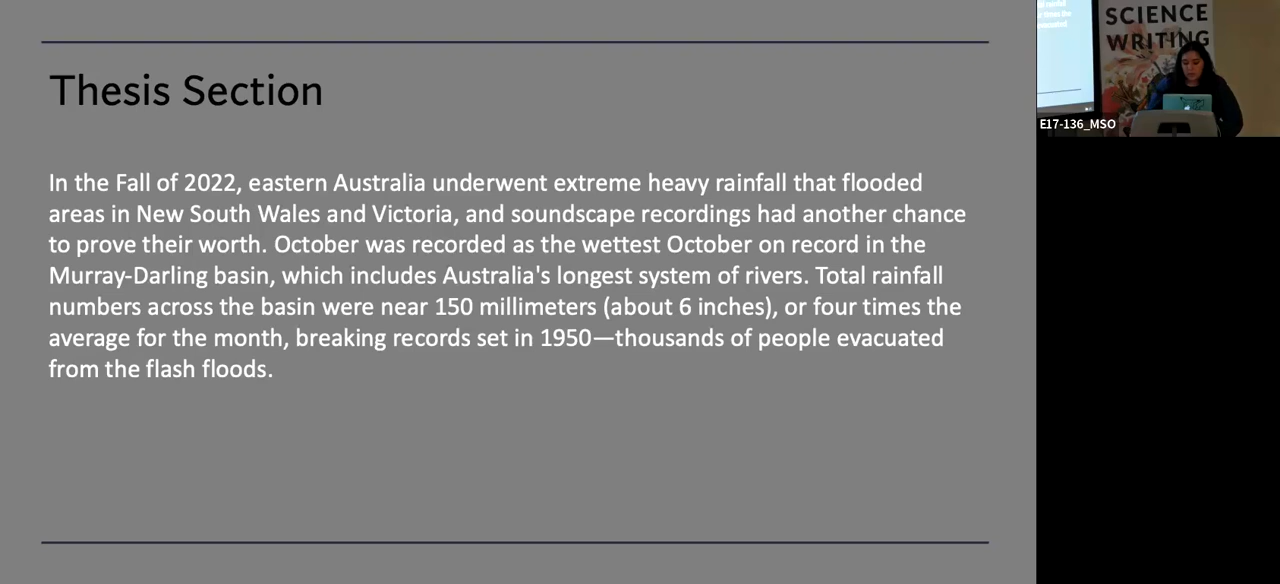 Thesis Section
In the Fall of 2022, eastern Australia underwent extreme heavy rainfall that flooded
areas in New South Wales and Victoria, and soundscape recordings had another chance
to prove their worth. October was recorded as the wettest October on record in the
Murray-Darling basin, which includes Australia's longest system of rivers. Total rainfall
numbers across the basin were near 150 millimeters (about 6 inches), or four times the
average for the month, breaking records set in 1950—thousands of people evacuated
from the flash floods.
SCIENCE
WRITING
E17-136_MSO